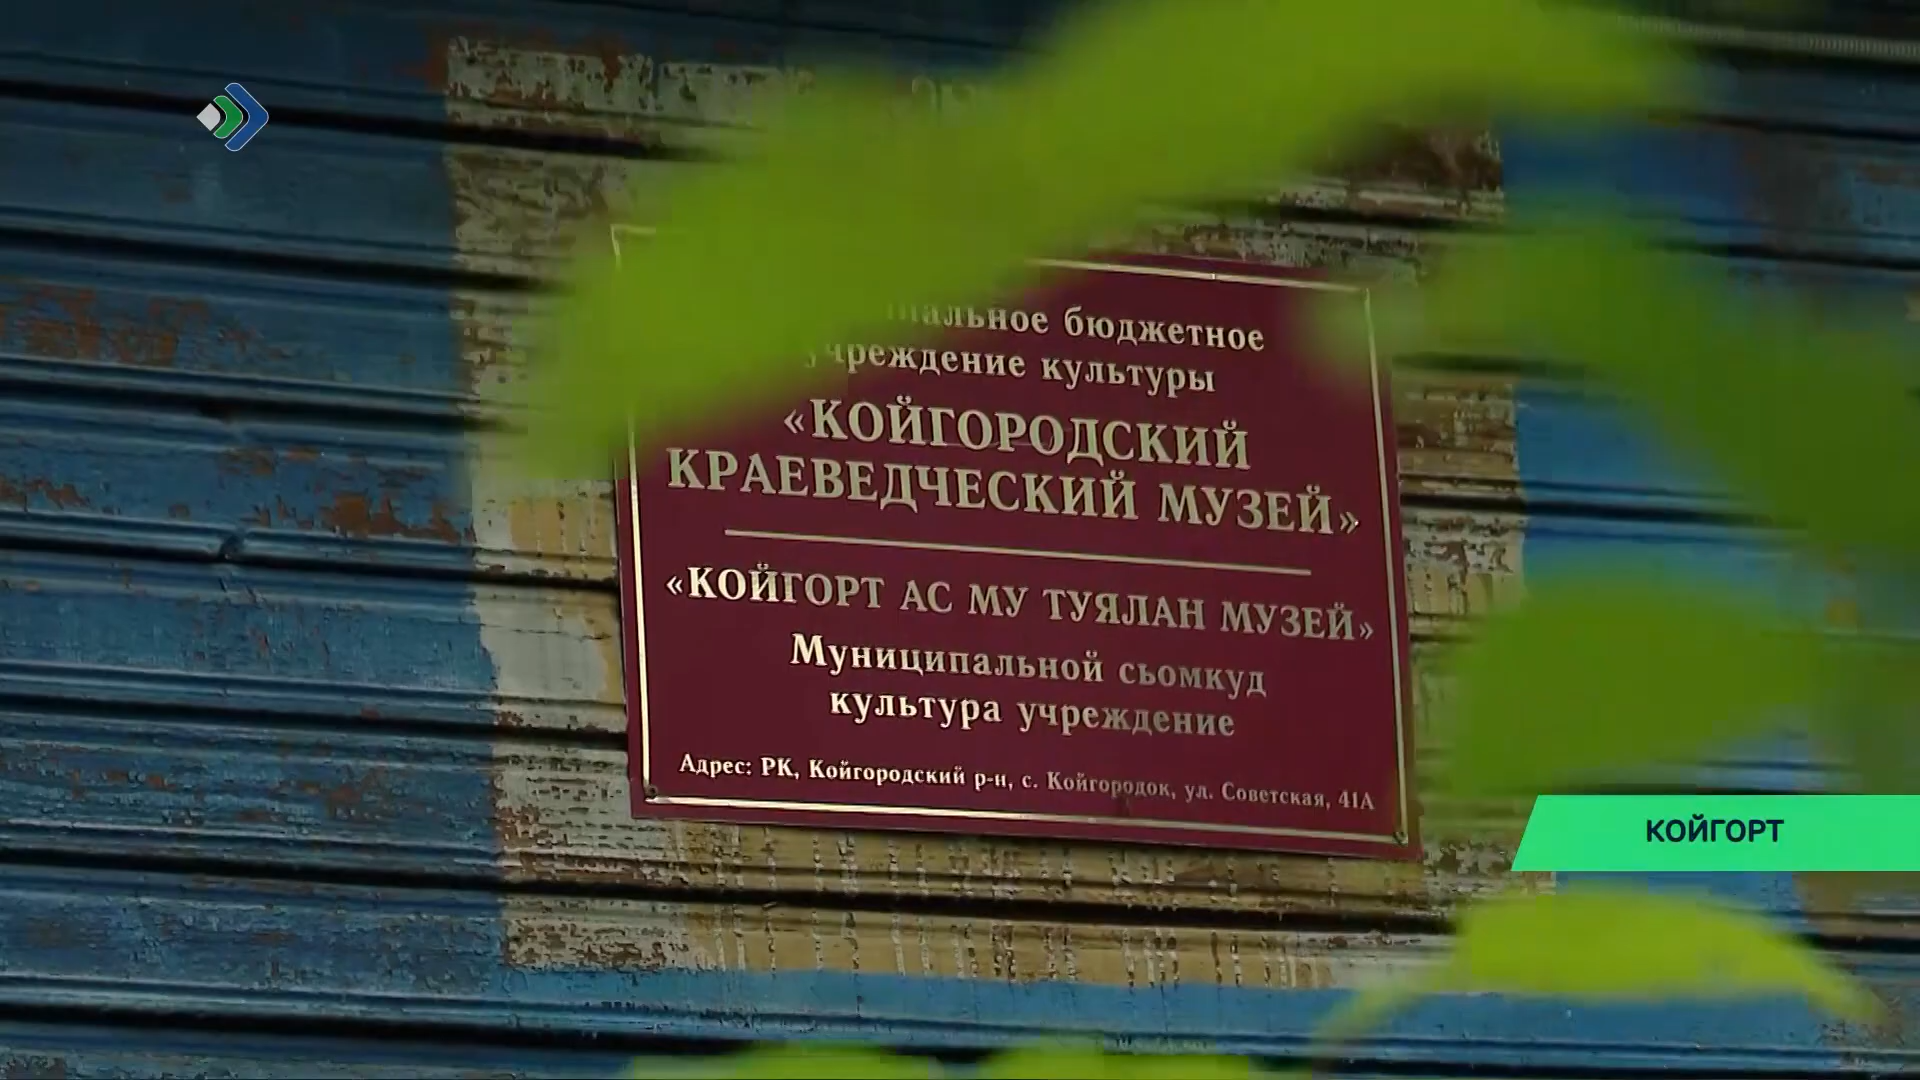 бюджетное
учреждение культуры
«КОЙГОРОДСКИЙ
КРАЕВЕДЧЕСКИЙ МУЗЕЙ»
«КОЙГОРТ АС МУ ТУЯЛАН МУЗЕЙ»
Муниципальной сьомкуд
культура учреждение
Адрес: РК, Койгородский р-н, с. Койгородок, ул. Советская, 41А
КОЙГОРТ